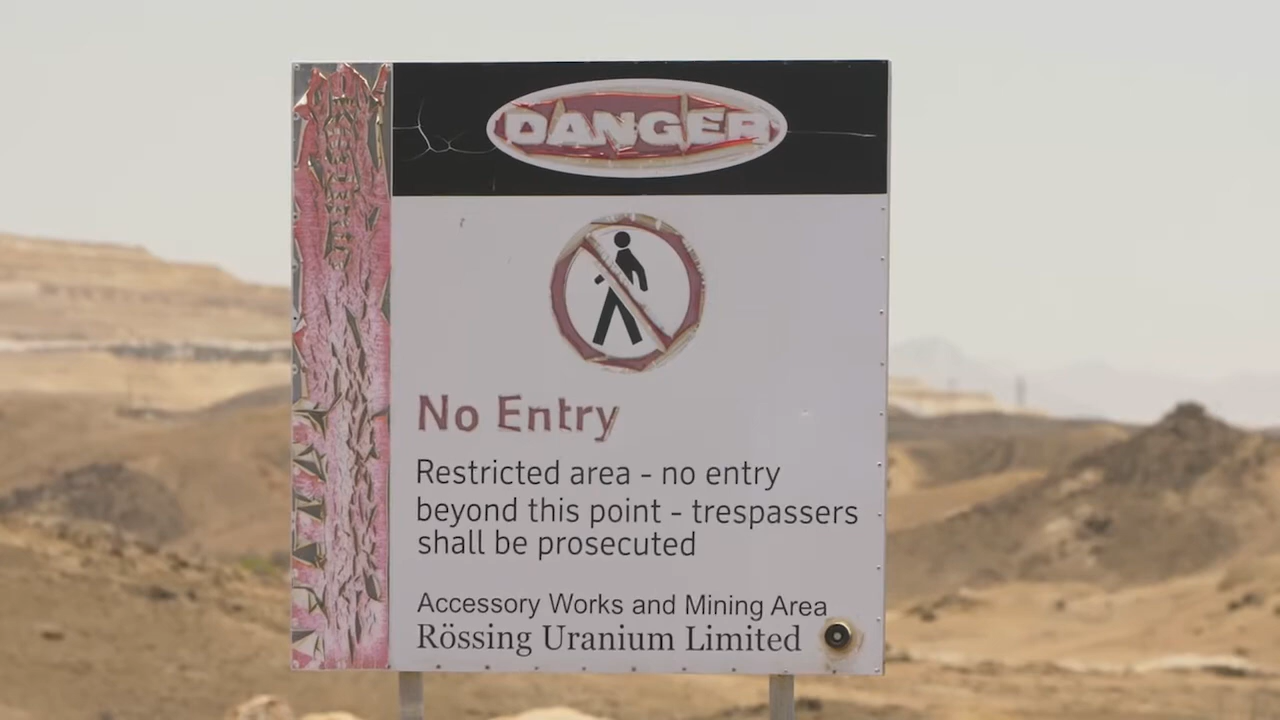 DANGER
No Entry
Restricted area - no entry
beyond this point - trespassers
shall be prosecuted
Accessory Works and Mining Area
Rössing Uranium Limited